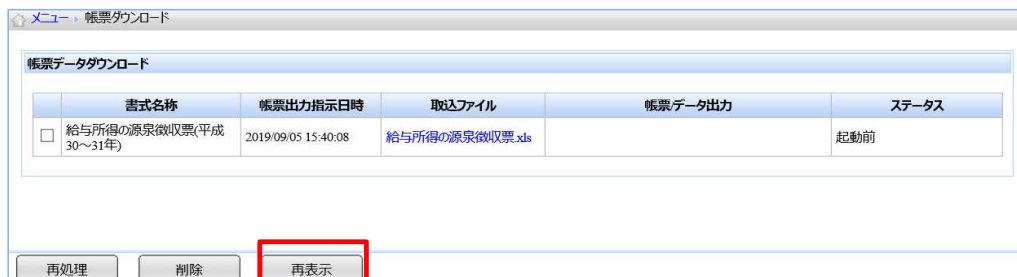 メニュー › 帳票ダウンロード
帳票データダウンロード
書式名称 帳票出力指示日時 取込ファイル 帳票データ出力 ステータス
給与所得の源泉徴収票(平成
30～31年) 2019/09/05 15:40:08 給与所得の源泉徴収票.xls 起動前
再処理 削除 再表示